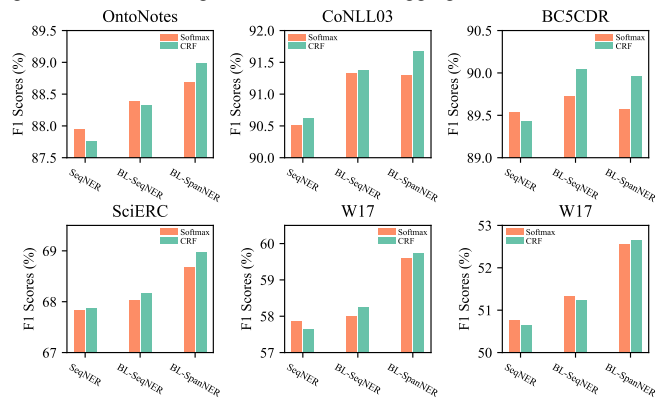 OntoNotes
CoNLL03
BC5CDR
89.5
89.0
88.5
88.0
87.5
F1 Scores (%)
Softmax
CRF
SeqNER
BL-SeqNER
BL-SpanNER
92.0
91.5
91.0
90.5
90.0
F1 Scores (%)
Softmax
CRF
SeqNER
BL-SeqNER
BL-SpanNER
90.5
90.0
89.5
89.0
F1 Scores (%)
Softmax
CRF
SeqNER
BL-SeqNER
BL-SpanNER
SciERC
W17
W17
69
68
67
F1 Scores (%)
Softmax
CRF
SeqNER
BL-SeqNER
BL-SpanNER
60
59
58
57
F1 Scores (%)
Softmax
CRF
SeqNER
BL-SeqNER
BL-SpanNER
53
52
51
50
F1 Scores (%)
Softmax
CRF
SeqNER
BL-SeqNER
BL-SpanNER